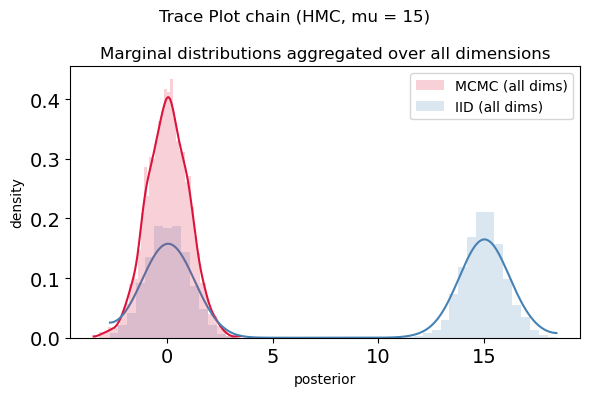 Trace Plot chain (HMC, mu = 15)
Marginal distributions aggregated over all dimensions
MCMC (all dims)
IID (all dims)
density
0.4
0.3
0.2
0.1
0.0
0 5 10 15
posterior